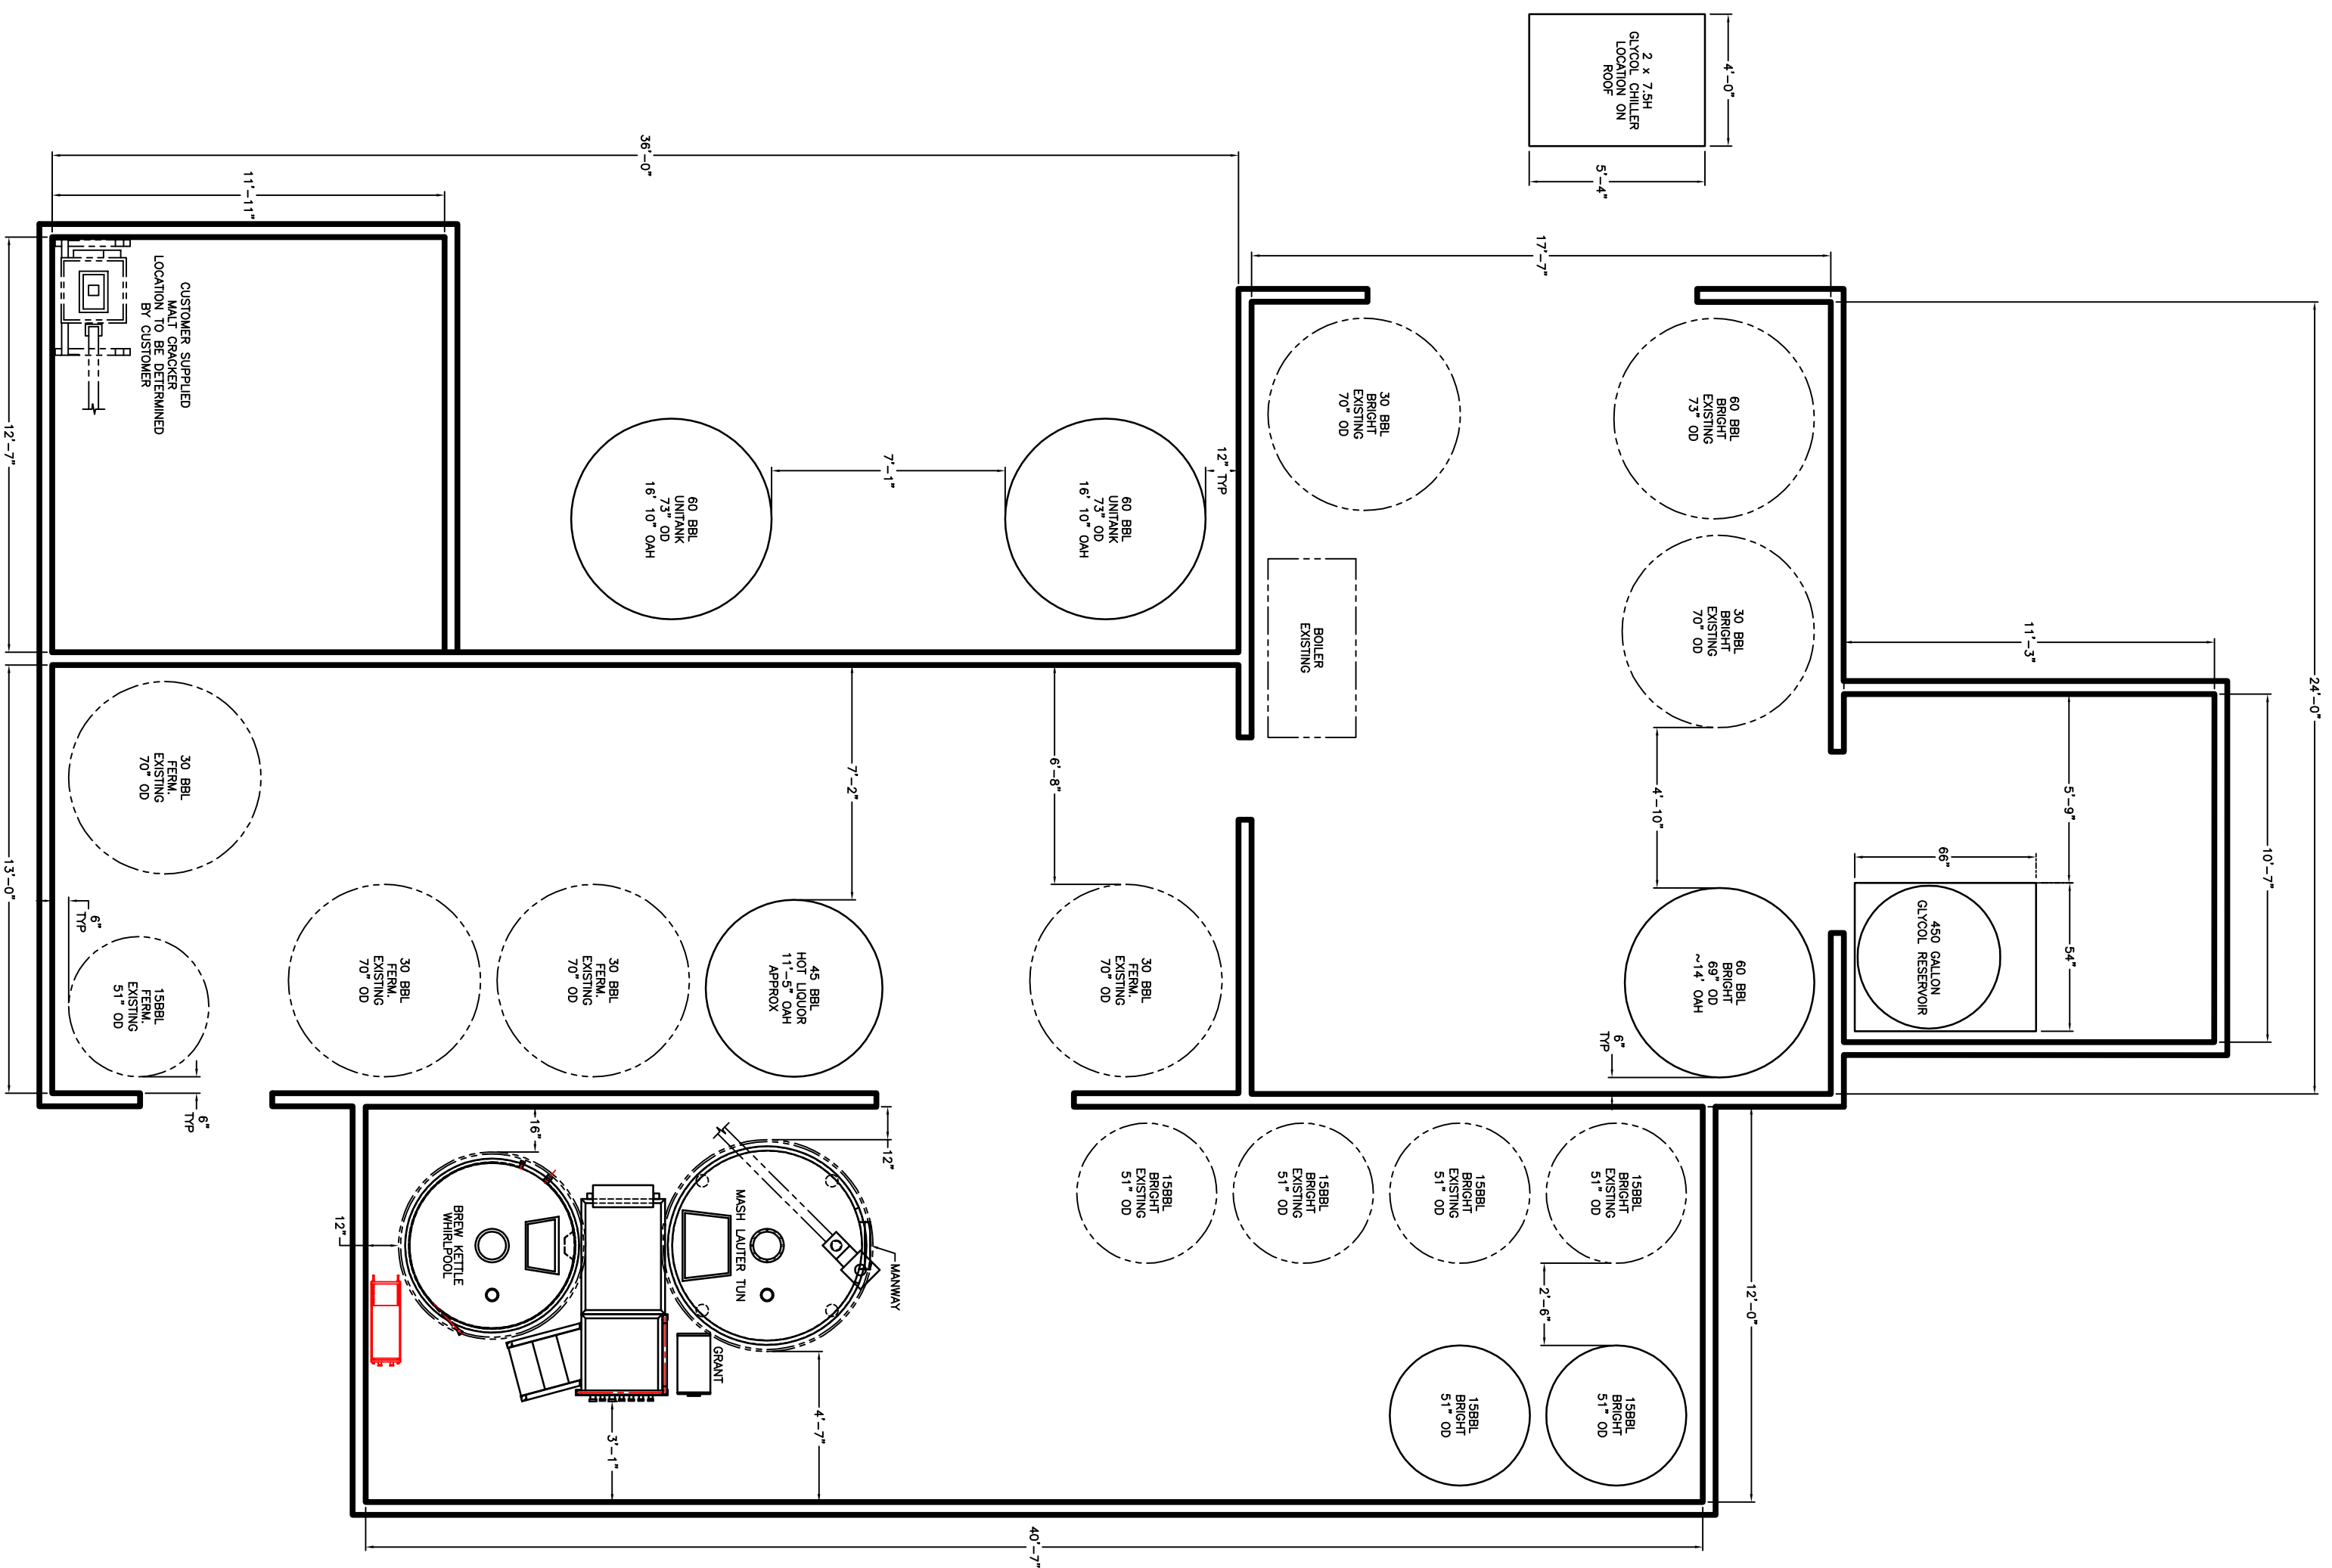 2 x 7.5H
GLYCOL CHILLER
LOCATION ON
ROOF
4'-0"
5'-4"
36'-0"
11'-11"
17'-7"
24'-0"
CUSTOMER SUPPLIED
MALT CRACKER
LOCATION TO BE DETERMINED
BY CUSTOMER
12'-7"
60 BBL
UNITANK
73" OD
16' 10" OAH
7'-1"
60 BBL
UNITANK
73" OD
16' 10" OAH
12" TYP
30 BBL
BRIGHT
EXISTING
70" OD
60 BBL
BRIGHT
EXISTING
73" OD
30 BBL
BRIGHT
EXISTING
70" OD
BOILER
EXISTING
11'-3"
10'-7"
5'-9"
66"
54"
450 GALLON
GLYCOL RESERVOIR
4'-10"
60 BBL
BRIGHT
69" OD
~14' OAH
6"
TYP
13'-0"
30 BBL
FERM.
EXISTING
70" OD
6"
TYP
15BBL
FERM.
EXISTING
51" OD
6"
TYP
30 BBL
FERM.
EXISTING
70" OD
30 BBL
FERM.
EXISTING
70" OD
7'-2"
45 BBL
HOT LIQUOR
11'-5" OAH
APPROX
6'-8"
30 BBL
FERM.
EXISTING
70" OD
16"
12"
12"
BREW KETTLE
WHIRLPOOL
MASH LAUTER TUN
MANWAY
GRANT
3'-1"
4'-7"
15BBL
BRIGHT
EXISTING
51" OD
15BBL
BRIGHT
EXISTING
51" OD
15BBL
BRIGHT
EXISTING
51" OD
15BBL
BRIGHT
EXISTING
51" OD
2'-6"
12'-0"
15BBL
BRIGHT
51" OD
15BBL
BRIGHT
51" OD
40'-7"